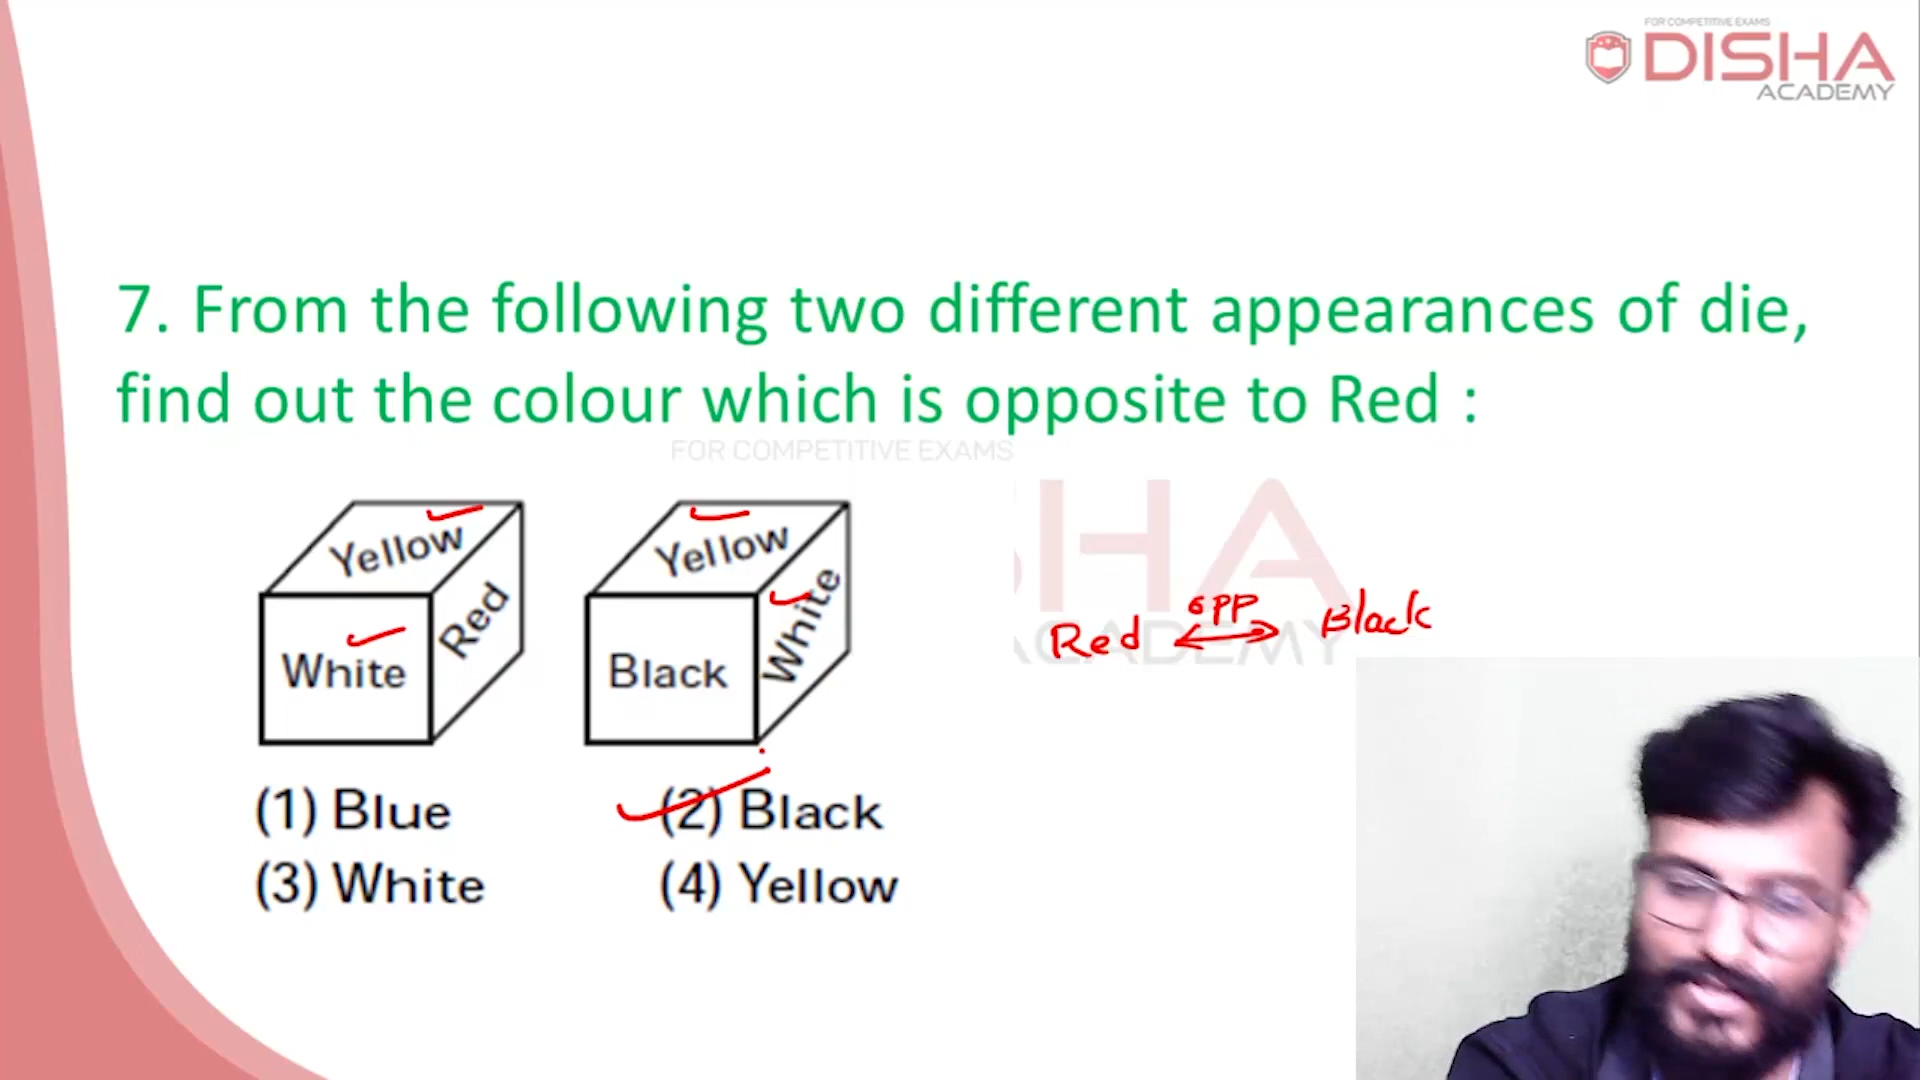 FOR COMPETITIVE EXAMS
DISHA
ACADEMY
7. From the following two different appearances of die,
find out the colour which is opposite to Red :
FOR COMPETITIVE EXAMS
SHA
ACADEMY
Yellow
White
Red
Yellow
Black
White
Red opp Black
(1) Blue
(2) Black
(3) White
(4) Yellow